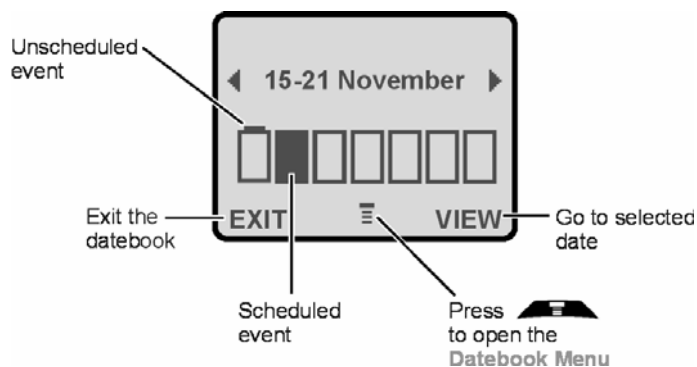 Unscheduled
event
15-21 November
Exit the
datebook
EXIT
VIEW
Go to selected
date
Scheduled
event
Press
to open the
Datebook Menu